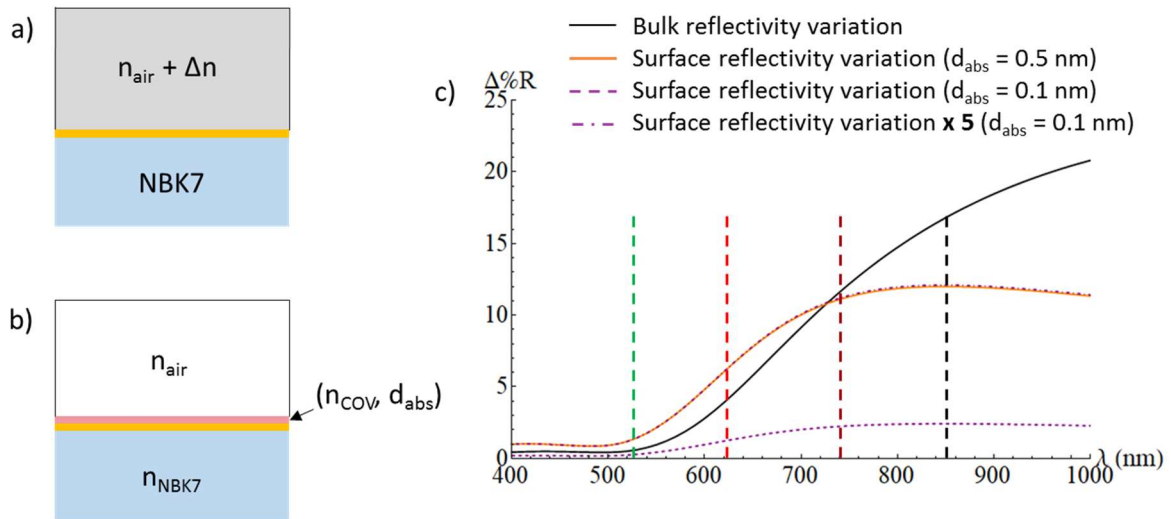 a)
n_air + Δn
NBK7
b)
n_air
(n_COV, d_abs)
n_NBK7
Bulk reflectivity variation
Surface reflectivity variation (d_abs = 0.5 nm)
Surface reflectivity variation (d_abs = 0.1 nm)
Surface reflectivity variation x 5 (d_abs = 0.1 nm)
c)
Δ%R
25
20
15
10
5
0
400 500 600 700 800 900 1000
λ (nm)